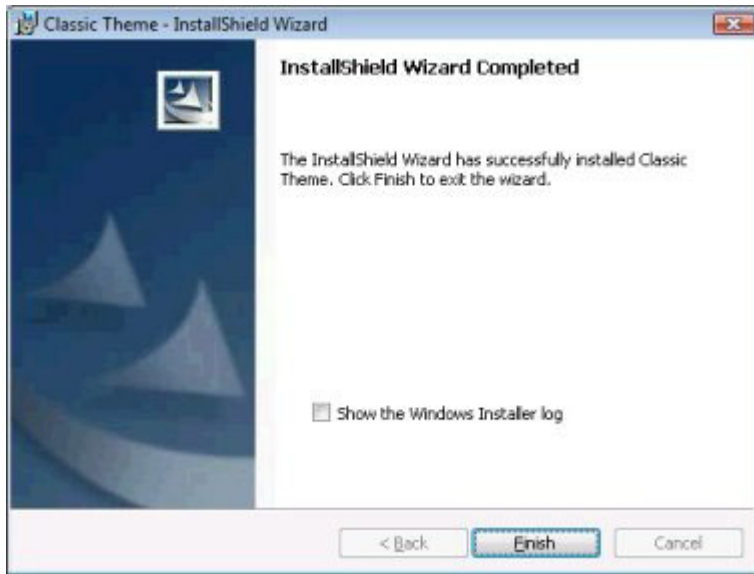 Classic Theme - InstallShield Wizard
InstallShield Wizard Completed
The InstallShield Wizard has successfully installed Classic
Theme. Click Finish to exit the wizard.
Show the Windows Installer log
< Back Finish Cancel